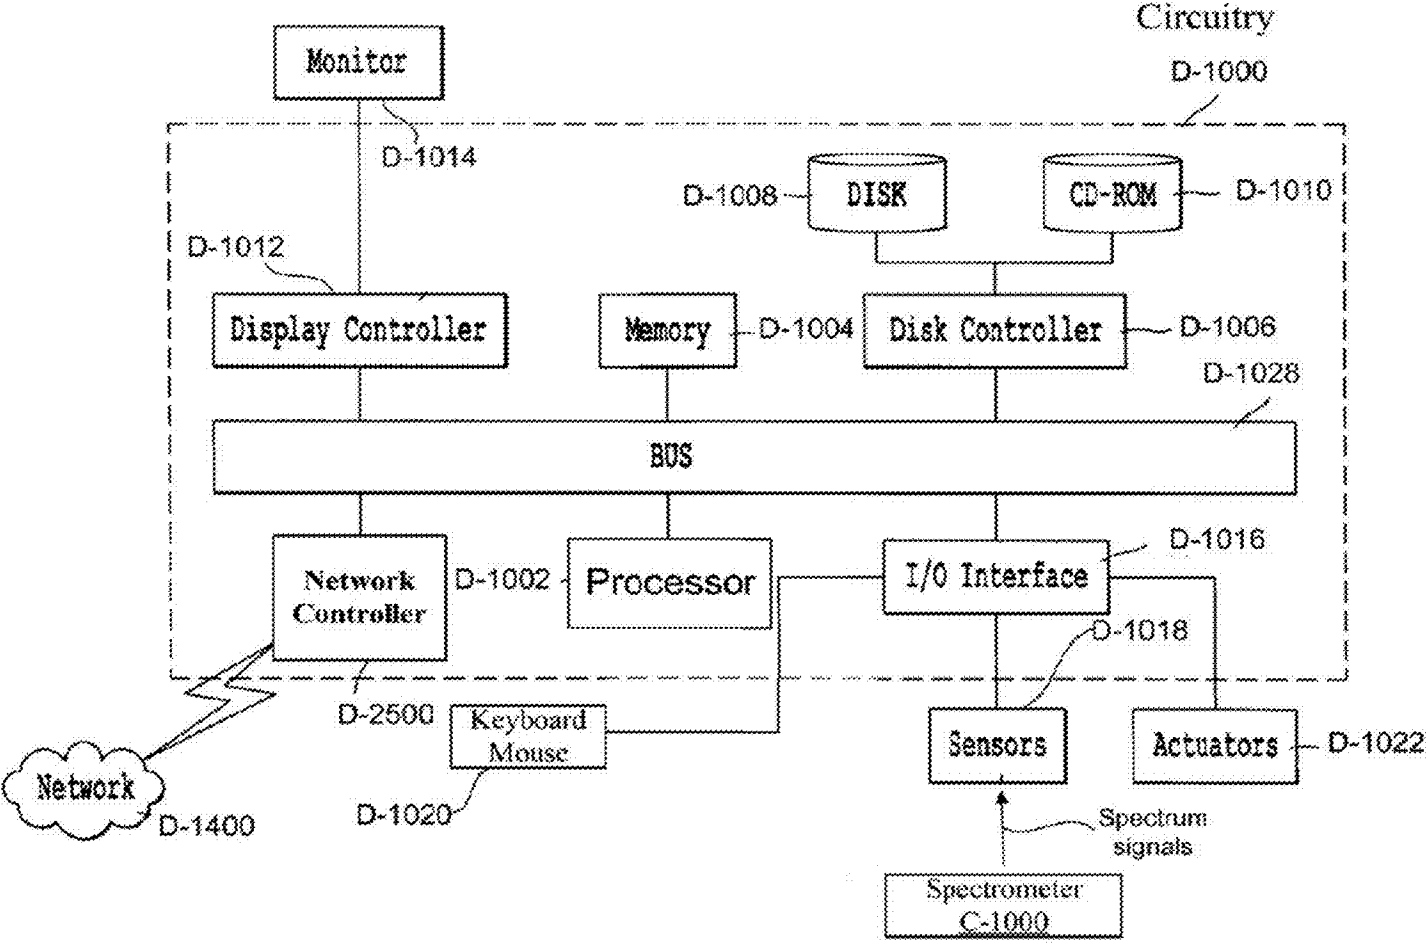 Circuitry
D-1000
Monitor
D-1014
D-1008
DISK
CD-ROM
D-1010
D-1012
Display Controller
Memory
D-1004
Disk Controller
D-1006
D-1028
BUS
Network
Controller
D-1002
Processor
I/O Interface
D-1016
D-1018
D-2500
Keyboard
Mouse
Sensors
Actuators
D-1022
Network
D-1400
D-1020
Spectrum
signals
Spectrometer
C-1000